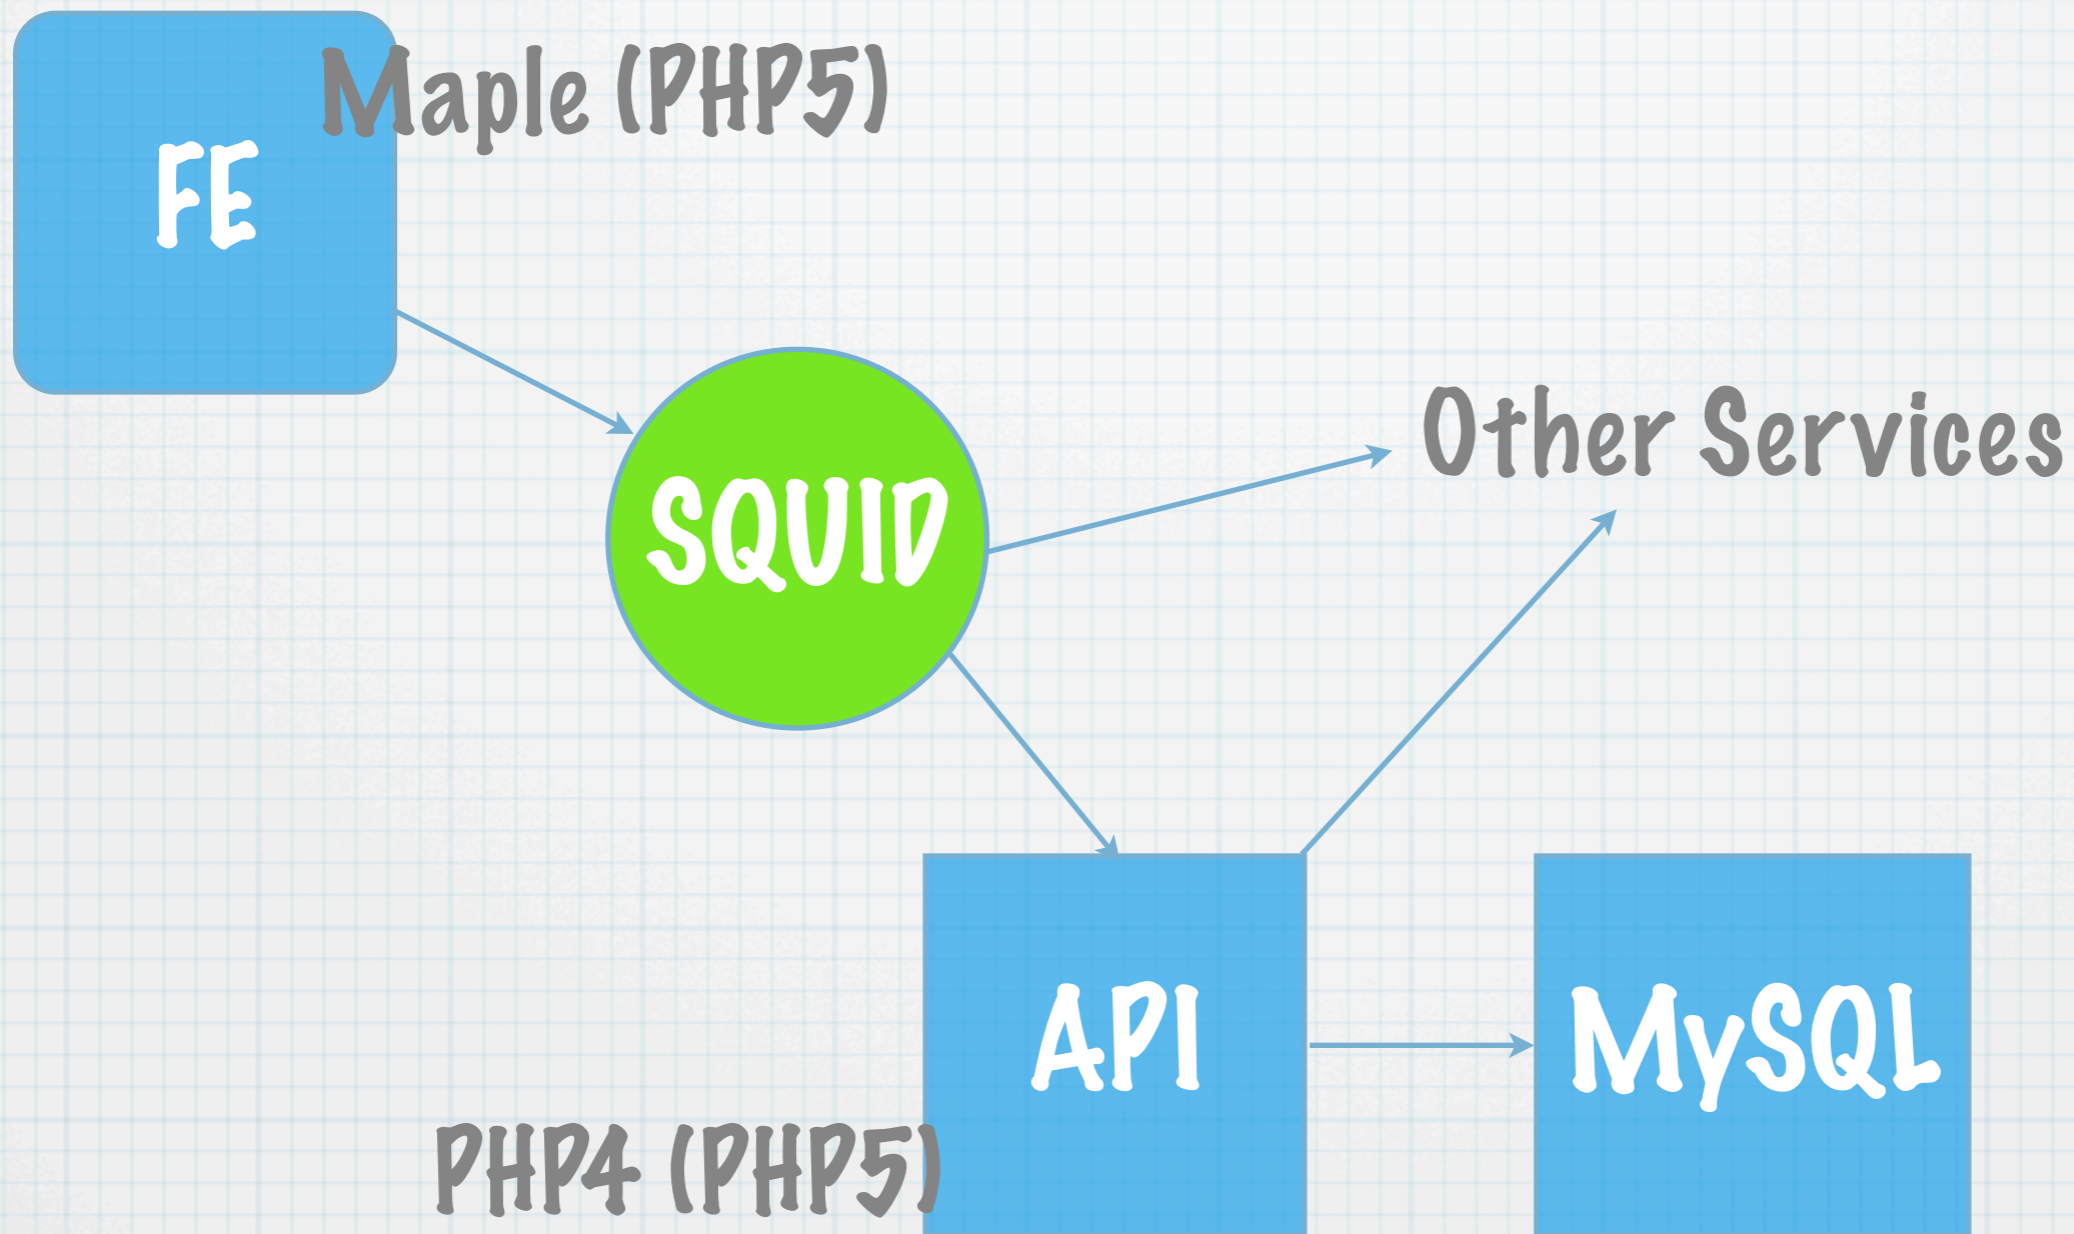 Maple (PHP5)
FE
Other Services
SQUID
API
MySQL
PHP4 (PHP5)